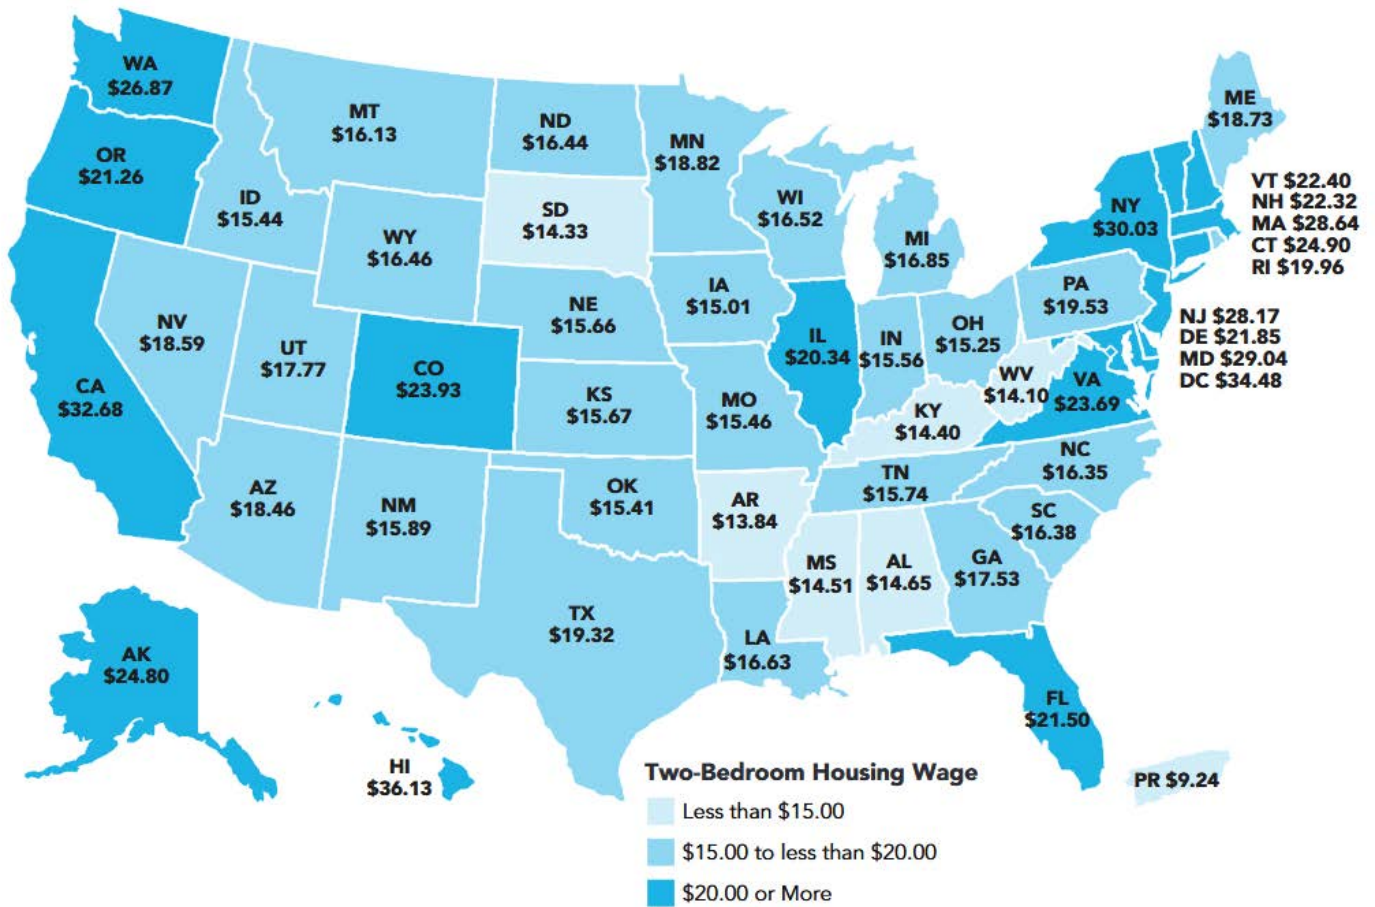 WA
$26.87
MT
$16.13
ND
$16.44
MN
$18.82
ME
$18.73
OR
$21.26
ID
$15.44
SD
$14.33
WI
$16.52
NY
$30.03
VT $22.40
NH $22.32
MA $28.64
CT $24.90
RI $19.96
WY
$16.46
MI
$16.85
NV
$18.59
UT
$17.77
NE
$15.66
IA
$15.01
IL
$20.34
IN
$15.56
OH
$15.25
PA
$19.53
NJ $28.17
DE $21.85
MD $29.04
DC $34.48
CA
$32.68
CO
$23.93
KS
$15.67
MO
$15.46
KY
$14.40
WV
$14.10
VA
$23.69
AZ
$18.46
NM
$15.89
OK
$15.41
AR
$13.84
TN
$15.74
NC
$16.35
SC
$16.38
MS
$14.51
AL
$14.65
GA
$17.53
TX
$19.32
LA
$16.63
FL
$21.50
AK
$24.80
HI
$36.13
PR $9.24
Two-Bedroom Housing Wage
Less than $15.00
$15.00 to less than $20.00
$20.00 or More